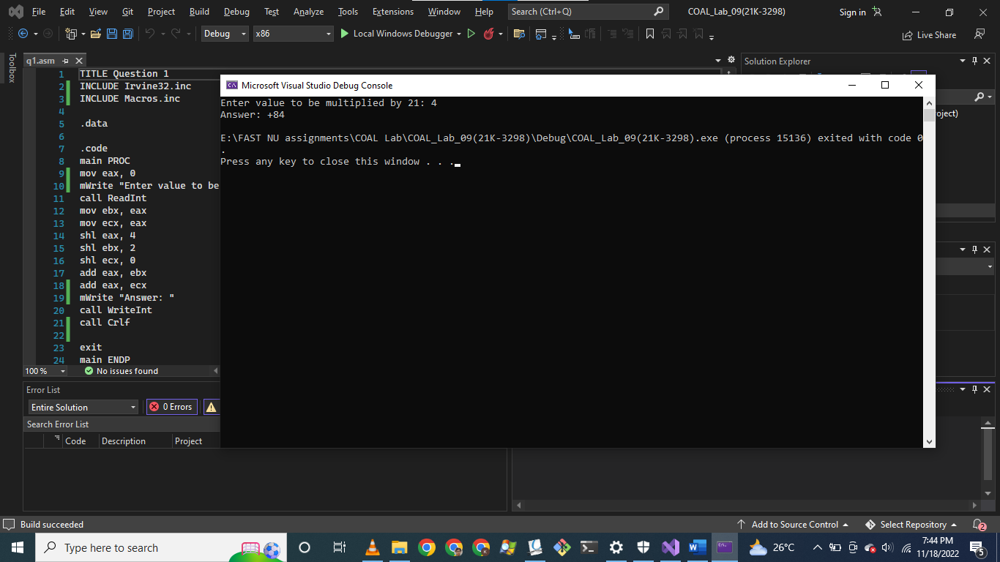 File Edit View Git Project Build Debug Test Analyze Tools Extensions Window Help Search (Ctrl+Q) COAL_Lab_09(21K-3298) Sign in
Debug x86 Local Windows Debugger Live Share
Toolbox
q1.asm
Solution Explorer
1 TITLE Question 1
2 INCLUDE Irvine32.inc
3 INCLUDE Macros.inc
4
5 .data
6
7 .code
8 main PROC
9 mov eax, 0
10 mWrite "Enter value to be
11 call ReadInt
12 mov ebx, eax
13 mov ecx, eax
14 shl eax, 4
15 shl ebx, 2
16 shl ecx, 0
17 add eax, ebx
18 add eax, ecx
19 mWrite "Answer: "
20 call WriteInt
21 call Crlf
22
23 exit
24 main ENDP
Microsoft Visual Studio Debug Console
Enter value to be multiplied by 21: 4
Answer: +84
E:\FAST NU assignments\COAL Lab\COAL_Lab_09(21K-3298)\Debug\COAL_Lab_09(21K-3298).exe (process 15136) exited with code 0
.
Press any key to close this window . . .
oject)
100 % No issues found
Error List
Entire Solution 0 Errors
Search Error List
Code Description Project
Build succeeded Add to Source Control Select Repository 2
Type here to search 26°C 7:44 PM
11/18/2022 5